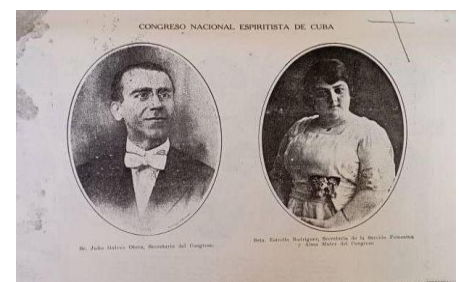 CONGRESO NACIONAL ESPIRITISTA DE CUBA
Sr. Julio Galvez Otero, Secretario del Congreso.
Srta. Estrella Rodriguez, Secretaria de la Sección Femenina
y Alma Mater del Congreso